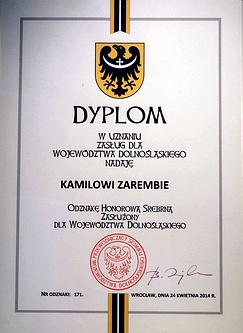 DYPLOM
W UZNANIU
ZASŁUG DLA
WOJEWÓDZTWA DOLNOŚLĄSKIEGO
NADAJĘ
KAMILOWI ZAREMBIE
ODZNAKĘ HONOROWĄ SREBRNĄ
ZASŁUŻONY
DLA WOJEWÓDZTWA DOLNOŚLĄSKIEGO
NR ODZNAKI: 171.
WROCŁAW, DNIA 24 KWIETNIA 2014 R.